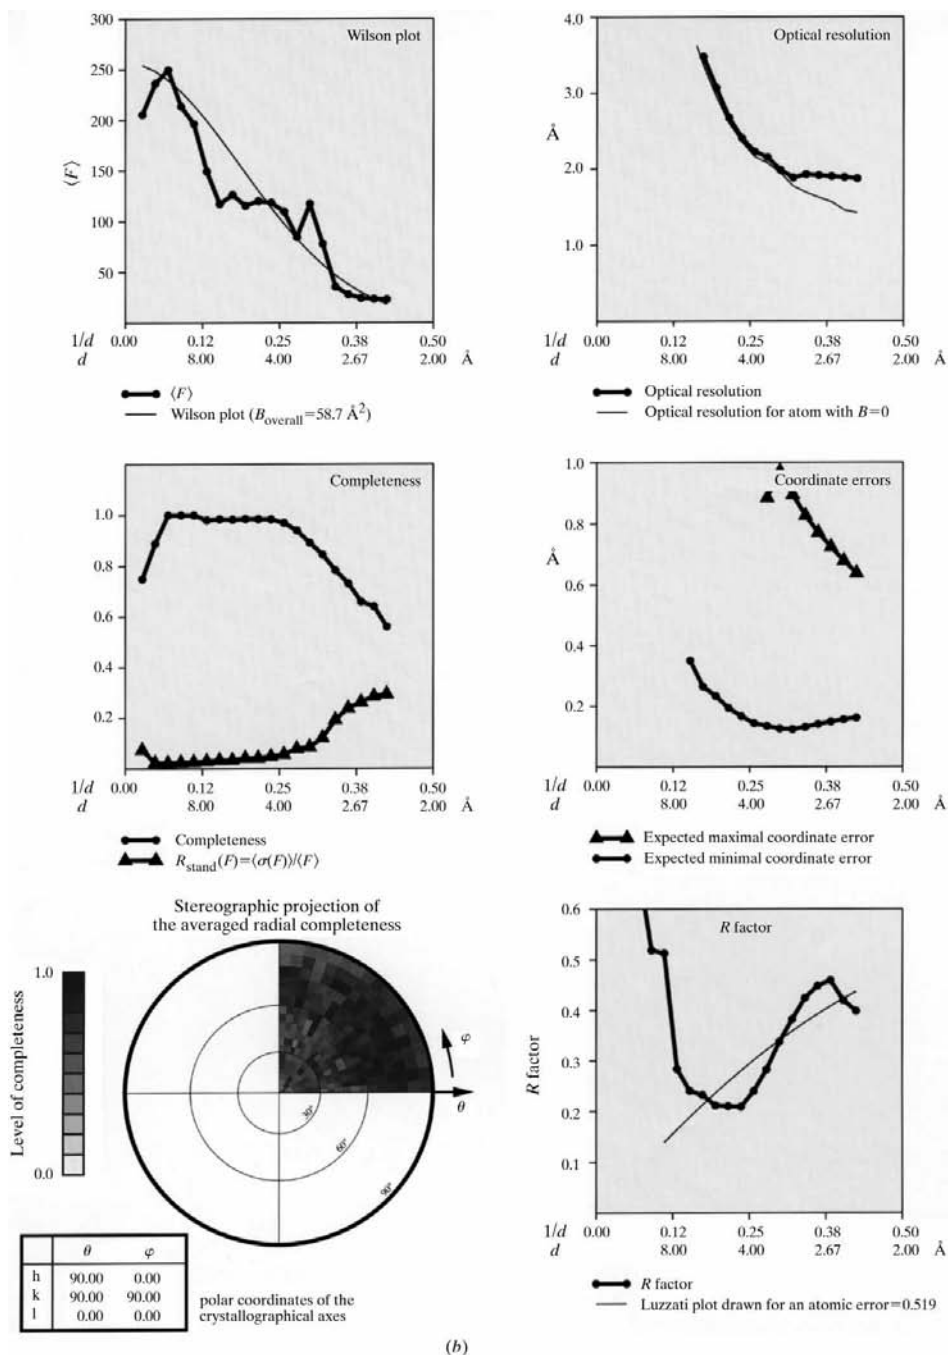 Wilson plot
300
250
200
150
100
50
⟨F⟩
1/d 0.00 0.12 0.25 0.38 0.50
d 8.00 4.00 2.67 2.00 Å
⟨F⟩
Wilson plot (B overall=58.7 Å²)
Optical resolution
4.0
3.0
Å
2.0
1.0
1/d 0.00 0.12 0.25 0.38 0.50
d 8.00 4.00 2.67 2.00 Å
Optical resolution
Optical resolution for atom with B=0
Completeness
1.0
0.8
0.6
0.4
0.2
1/d 0.00 0.12 0.25 0.38 0.50
d 8.00 4.00 2.67 2.00 Å
Completeness
R stand(F)=⟨σ(F)⟩/⟨F⟩
Coordinate errors
1.0
0.8
Å
0.6
0.4
0.2
1/d 0.00 0.12 0.25 0.38 0.50
d 8.00 4.00 2.67 2.00 Å
Expected maximal coordinate error
Expected minimal coordinate error
Stereographic projection of
the averaged radial completeness
1.0
Level of completeness
0.0
φ
θ
30°
60°
90°
θ φ
h 90.00 0.00
k 90.00 90.00
l 0.00 0.00
polar coordinates of the
crystallographical axes
R factor
0.6
0.5
0.4
0.3
0.2
0.1
R factor
1/d 0.00 0.12 0.25 0.38 0.50
d 8.00 4.00 2.67 2.00 Å
R factor
Luzzati plot drawn for an atomic error=0.519
(b)